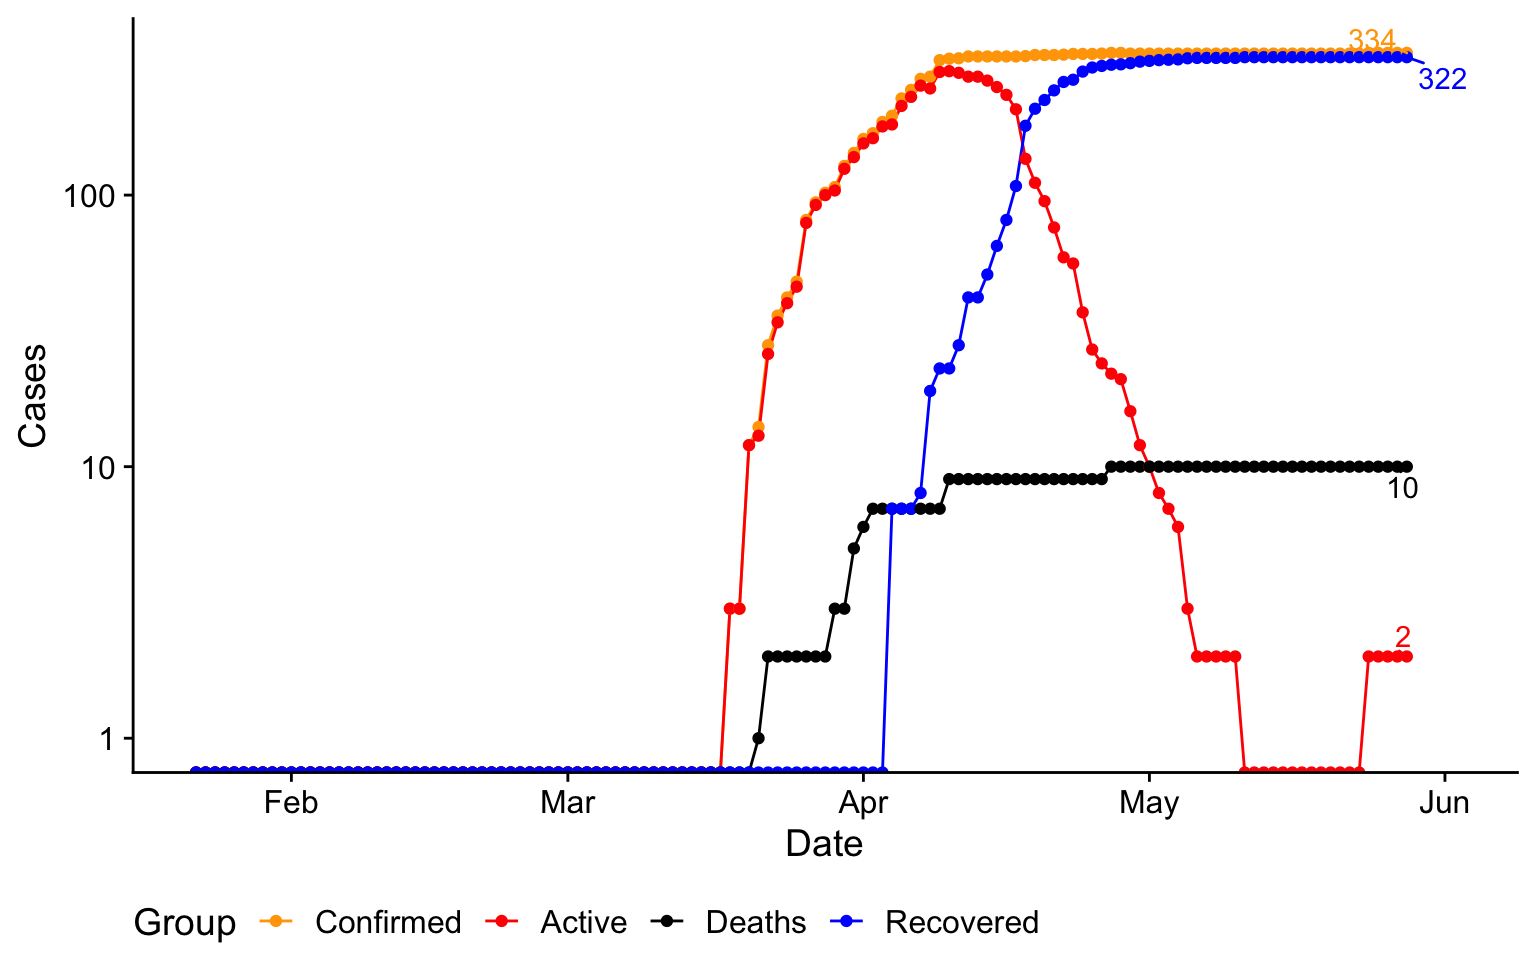 334
322
100
Cases
10
10
2
1
Feb Mar Apr May Jun
Date
Group Confirmed Active Deaths Recovered